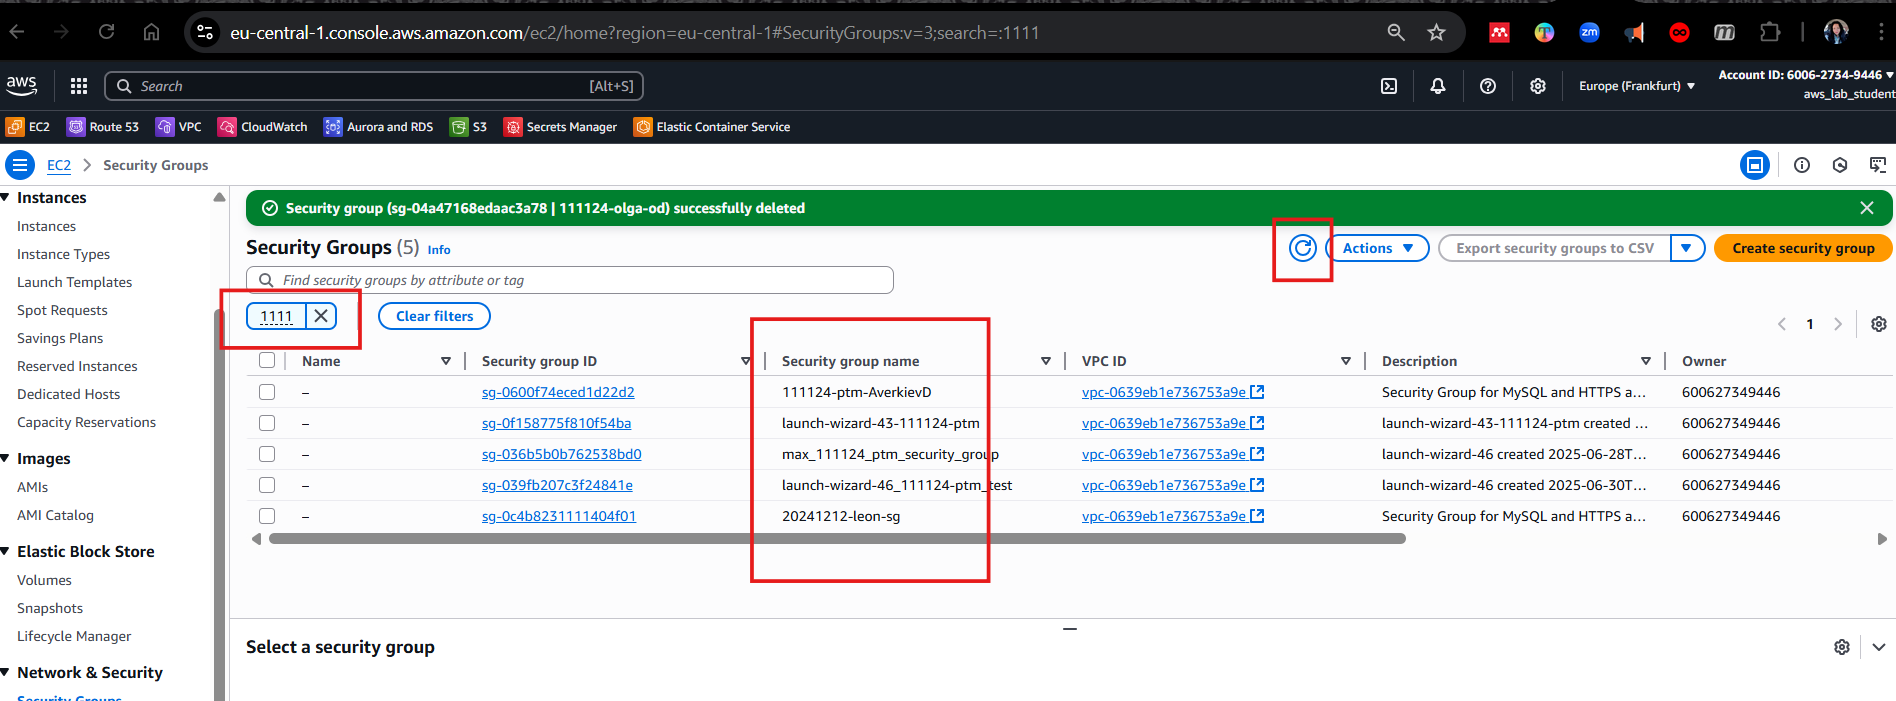 eu-central-1.console.aws.amazon.com/ec2/home?region=eu-central-1#SecurityGroups:v=3;search=:1111
zm
aws
Search
[Alt+S]
Europe (Frankfurt)
Account ID: 6006-2734-9446
aws_lab_student
EC2
Route 53
VPC
CloudWatch
Aurora and RDS
S3
Secrets Manager
Elastic Container Service
EC2
Security Groups
Instances
Instances
Instance Types
Launch Templates
Spot Requests
Savings Plans
Reserved Instances
Dedicated Hosts
Capacity Reservations
Images
AMIs
AMI Catalog
Elastic Block Store
Volumes
Snapshots
Lifecycle Manager
Network & Security
Security Groups
Security group (sg-04a47168edaac3a78 | 111124-olga-od) successfully deleted
Security Groups (5) Info
Actions
Export security groups to CSV
Create security group
Find security groups by attribute or tag
1111
Clear filters
1
Name Security group ID Security group name VPC ID Description Owner
– sg-0600f74eced1d22d2 111124-ptm-AverkievD vpc-0639eb1e736753a9e Security Group for MySQL and HTTPS a... 600627349446
– sg-0f158775f810f54ba launch-wizard-43-111124-ptm vpc-0639eb1e736753a9e launch-wizard-43-111124-ptm created ... 600627349446
– sg-036b5b0b762538bd0 max_111124_ptm_security_group vpc-0639eb1e736753a9e launch-wizard-46 created 2025-06-28T... 600627349446
– sg-039fb207c3f24841e launch-wizard-46_111124-ptm_test vpc-0639eb1e736753a9e launch-wizard-46 created 2025-06-30T... 600627349446
– sg-0c4b8231111404f01 20241212-leon-sg vpc-0639eb1e736753a9e Security Group for MySQL and HTTPS a... 600627349446
Select a security group